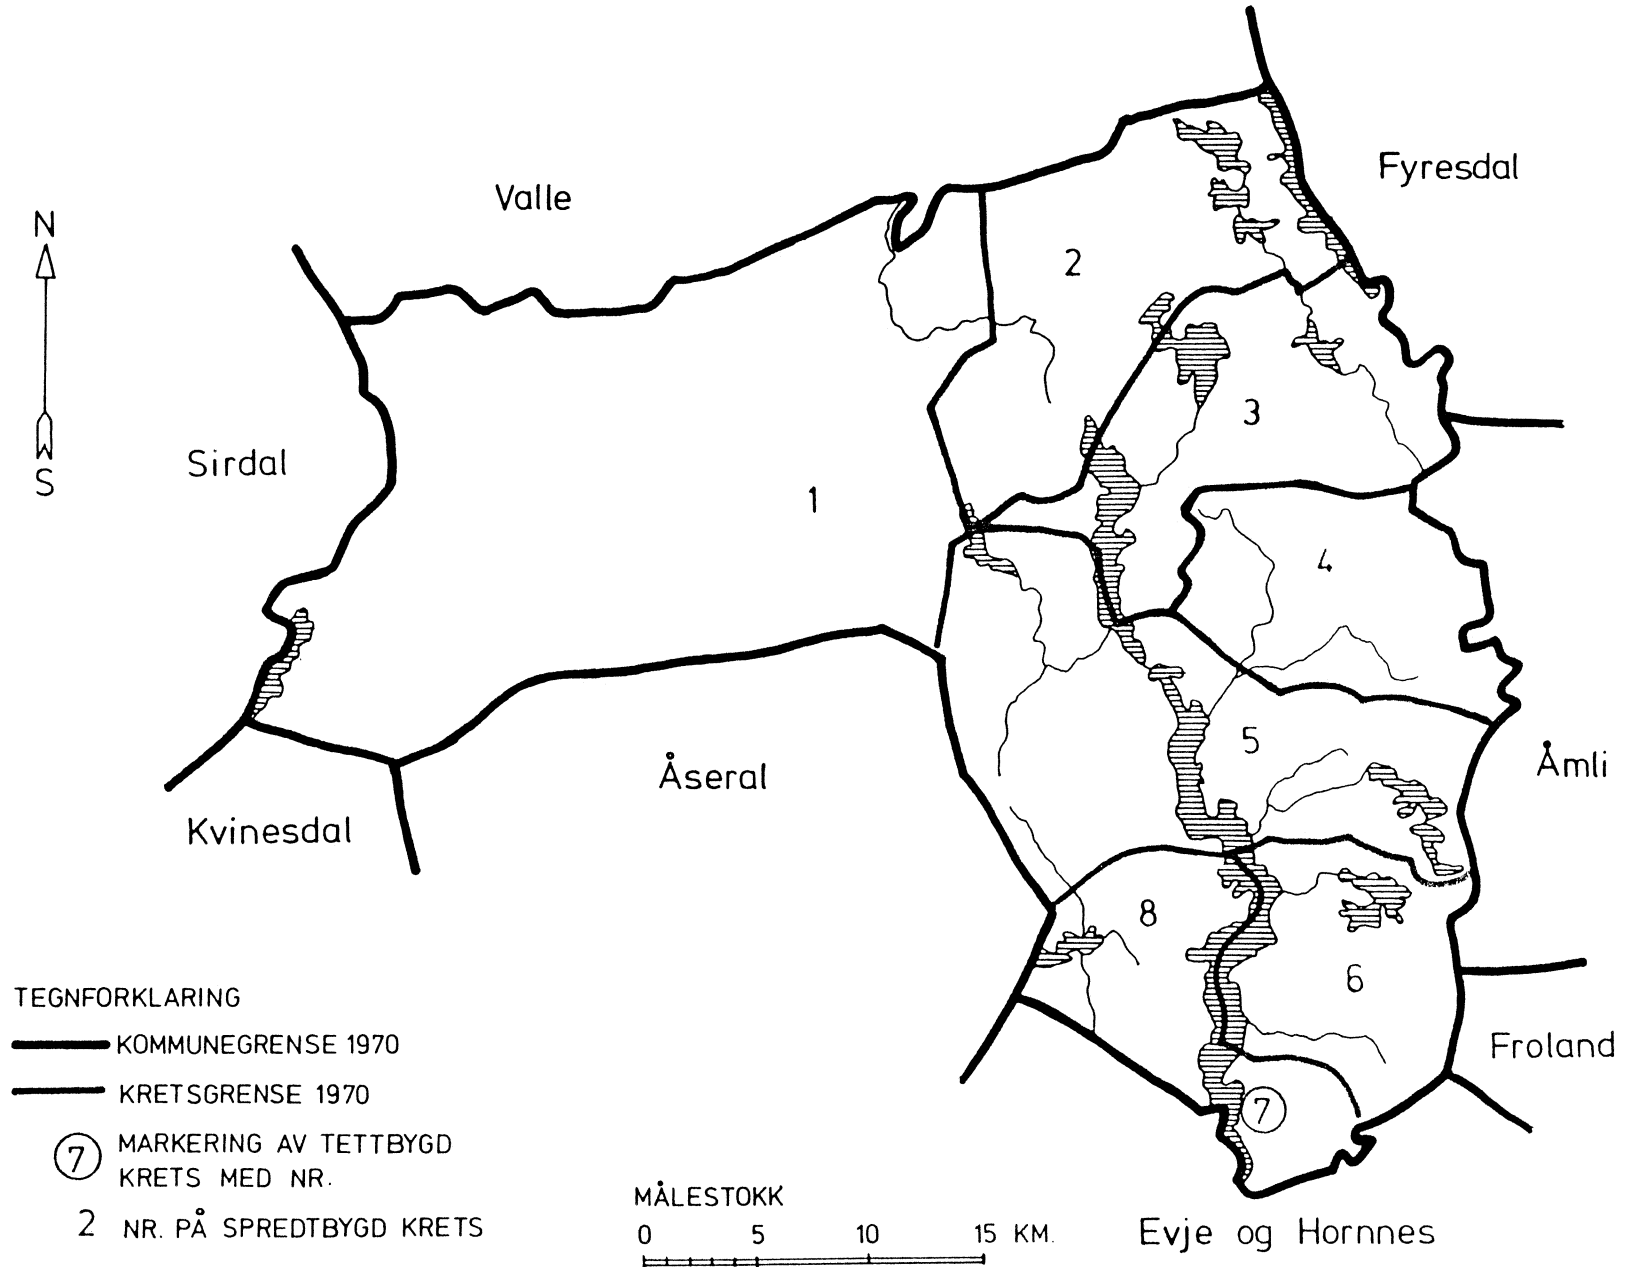 Fyresdal
Valle
N
2
3
Sirdal
S
1
4
5
Åmli
Åseral
Kvinesdal
8
6
Froland
7
TEGNFORKLARING
KOMMUNEGRENSE 1970
KRETSGRENSE 1970
7 MARKERING AV TETTBYGD
KRETS MED NR.
2 NR. PÅ SPREDTBYGD KRETS
MÅLESTOKK
0 5 10 15 KM.
Evje og Hornnes